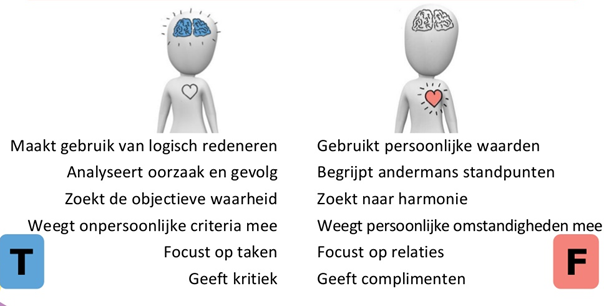 Maakt gebruik van logisch redeneren
Analyseert oorzaak en gevolg
Zoekt de objectieve waarheid
Weegt onpersoonlijke criteria mee
Focust op taken
Geeft kritiek
T
Gebruikt persoonlijke waarden
Begrijpt andermans standpunten
Zoekt naar harmonie
Weegt persoonlijke omstandigheden mee
Focust op relaties
Geeft complimenten
F